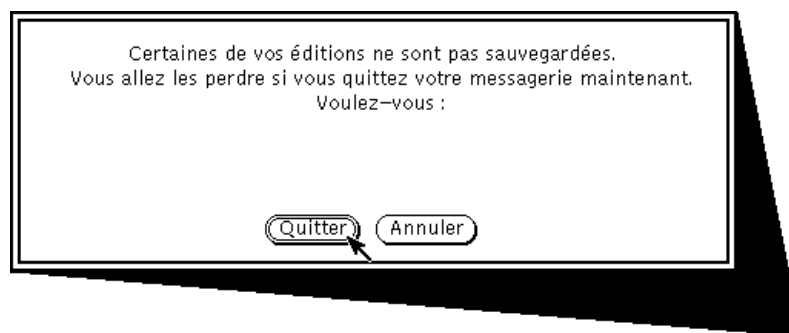 Certaines de vos éditions ne sont pas sauvegardées.
Vous allez les perdre si vous quittez votre messagerie maintenant.
Voulez-vous :
Quitter Annuler